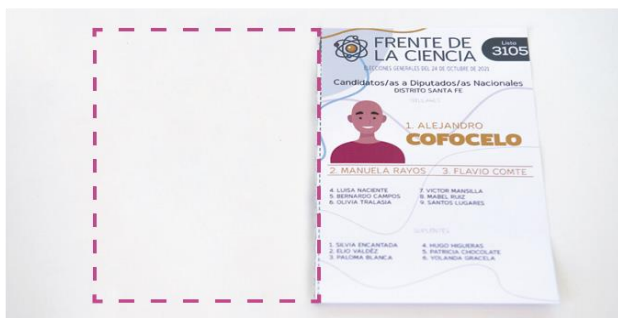 FRENTE DE
LA CIENCIA
Lista
3105
ELECCIONES GENERALES DEL 24 DE OCTUBRE DE 2021
Candidatos/as a Diputados/as Nacionales
DISTRITO SANTA FE
TITULARES
1. ALEJANDRO
COFOCELO
2. MANUELA RAYOS 3. FLAVIO COMTE
4. LUISA NACIENTE
5. BERNARDO CAMPOS
6. OLIVIA TRALASIA
7. VICTOR MANSILLA
8. MABEL RUIZ
9. SANTOS LUGARES
SUPLENTES
1. SILVIA ENCANTADA
2. ELIO VALDÉZ
3. PALOMA BLANCA
4. HUGO HIGUERAS
5. PATRICIA CHOCOLATE
6. YOLANDA GRACELA